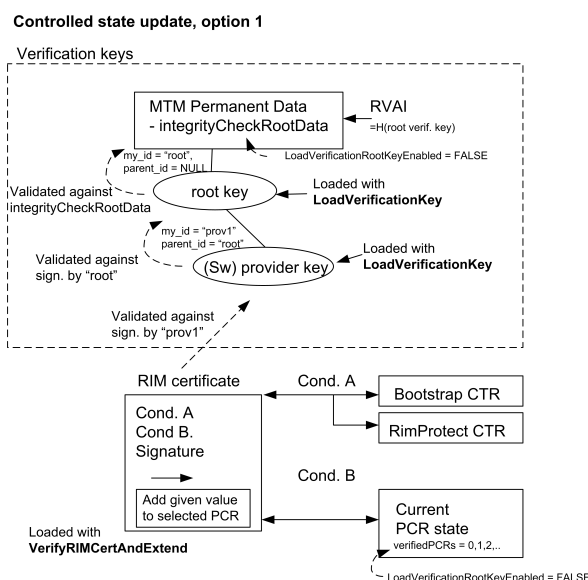 Controlled state update, option 1
Verification keys
MTM Permanent Data
- integrityCheckRootData
RVAI
=H(root verif. key)
my_id = "root",
parent_id = NULL
LoadVerificationRootKeyEnabled = FALSE
Validated against
integrityCheckRootData
root key
Loaded with
LoadVerificationKey
my_id = "prov1"
parent_id = "root"
Validated against
sign. by "root"
(Sw) provider key
Loaded with
LoadVerificationKey
Validated against
sign. by "prov1"
RIM certificate
Cond. A
Cond B.
Signature
Add given value
to selected PCR
Loaded with
VerifyRIMCertAndExtend
Cond. A
Bootstrap CTR
RimProtect CTR
Cond. B
Current
PCR state
verifiedPCRs = 0,1,2,..
LoadVerificationRootKeyEnabled = FALSE